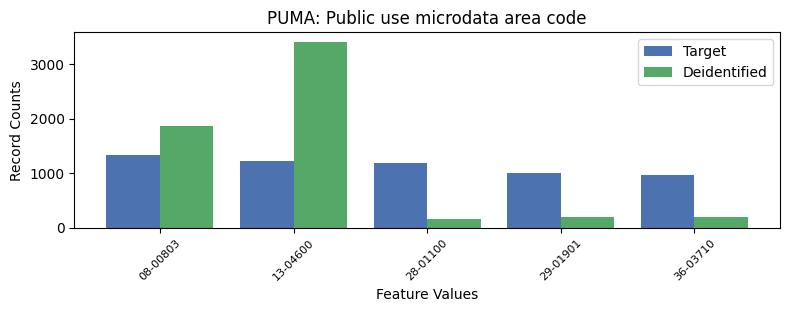 PUMA: Public use microdata area code
Target
Deidentified
Record Counts
3000
2000
1000
0
08-00803
13-04600
28-01100
29-01901
36-03710
Feature Values